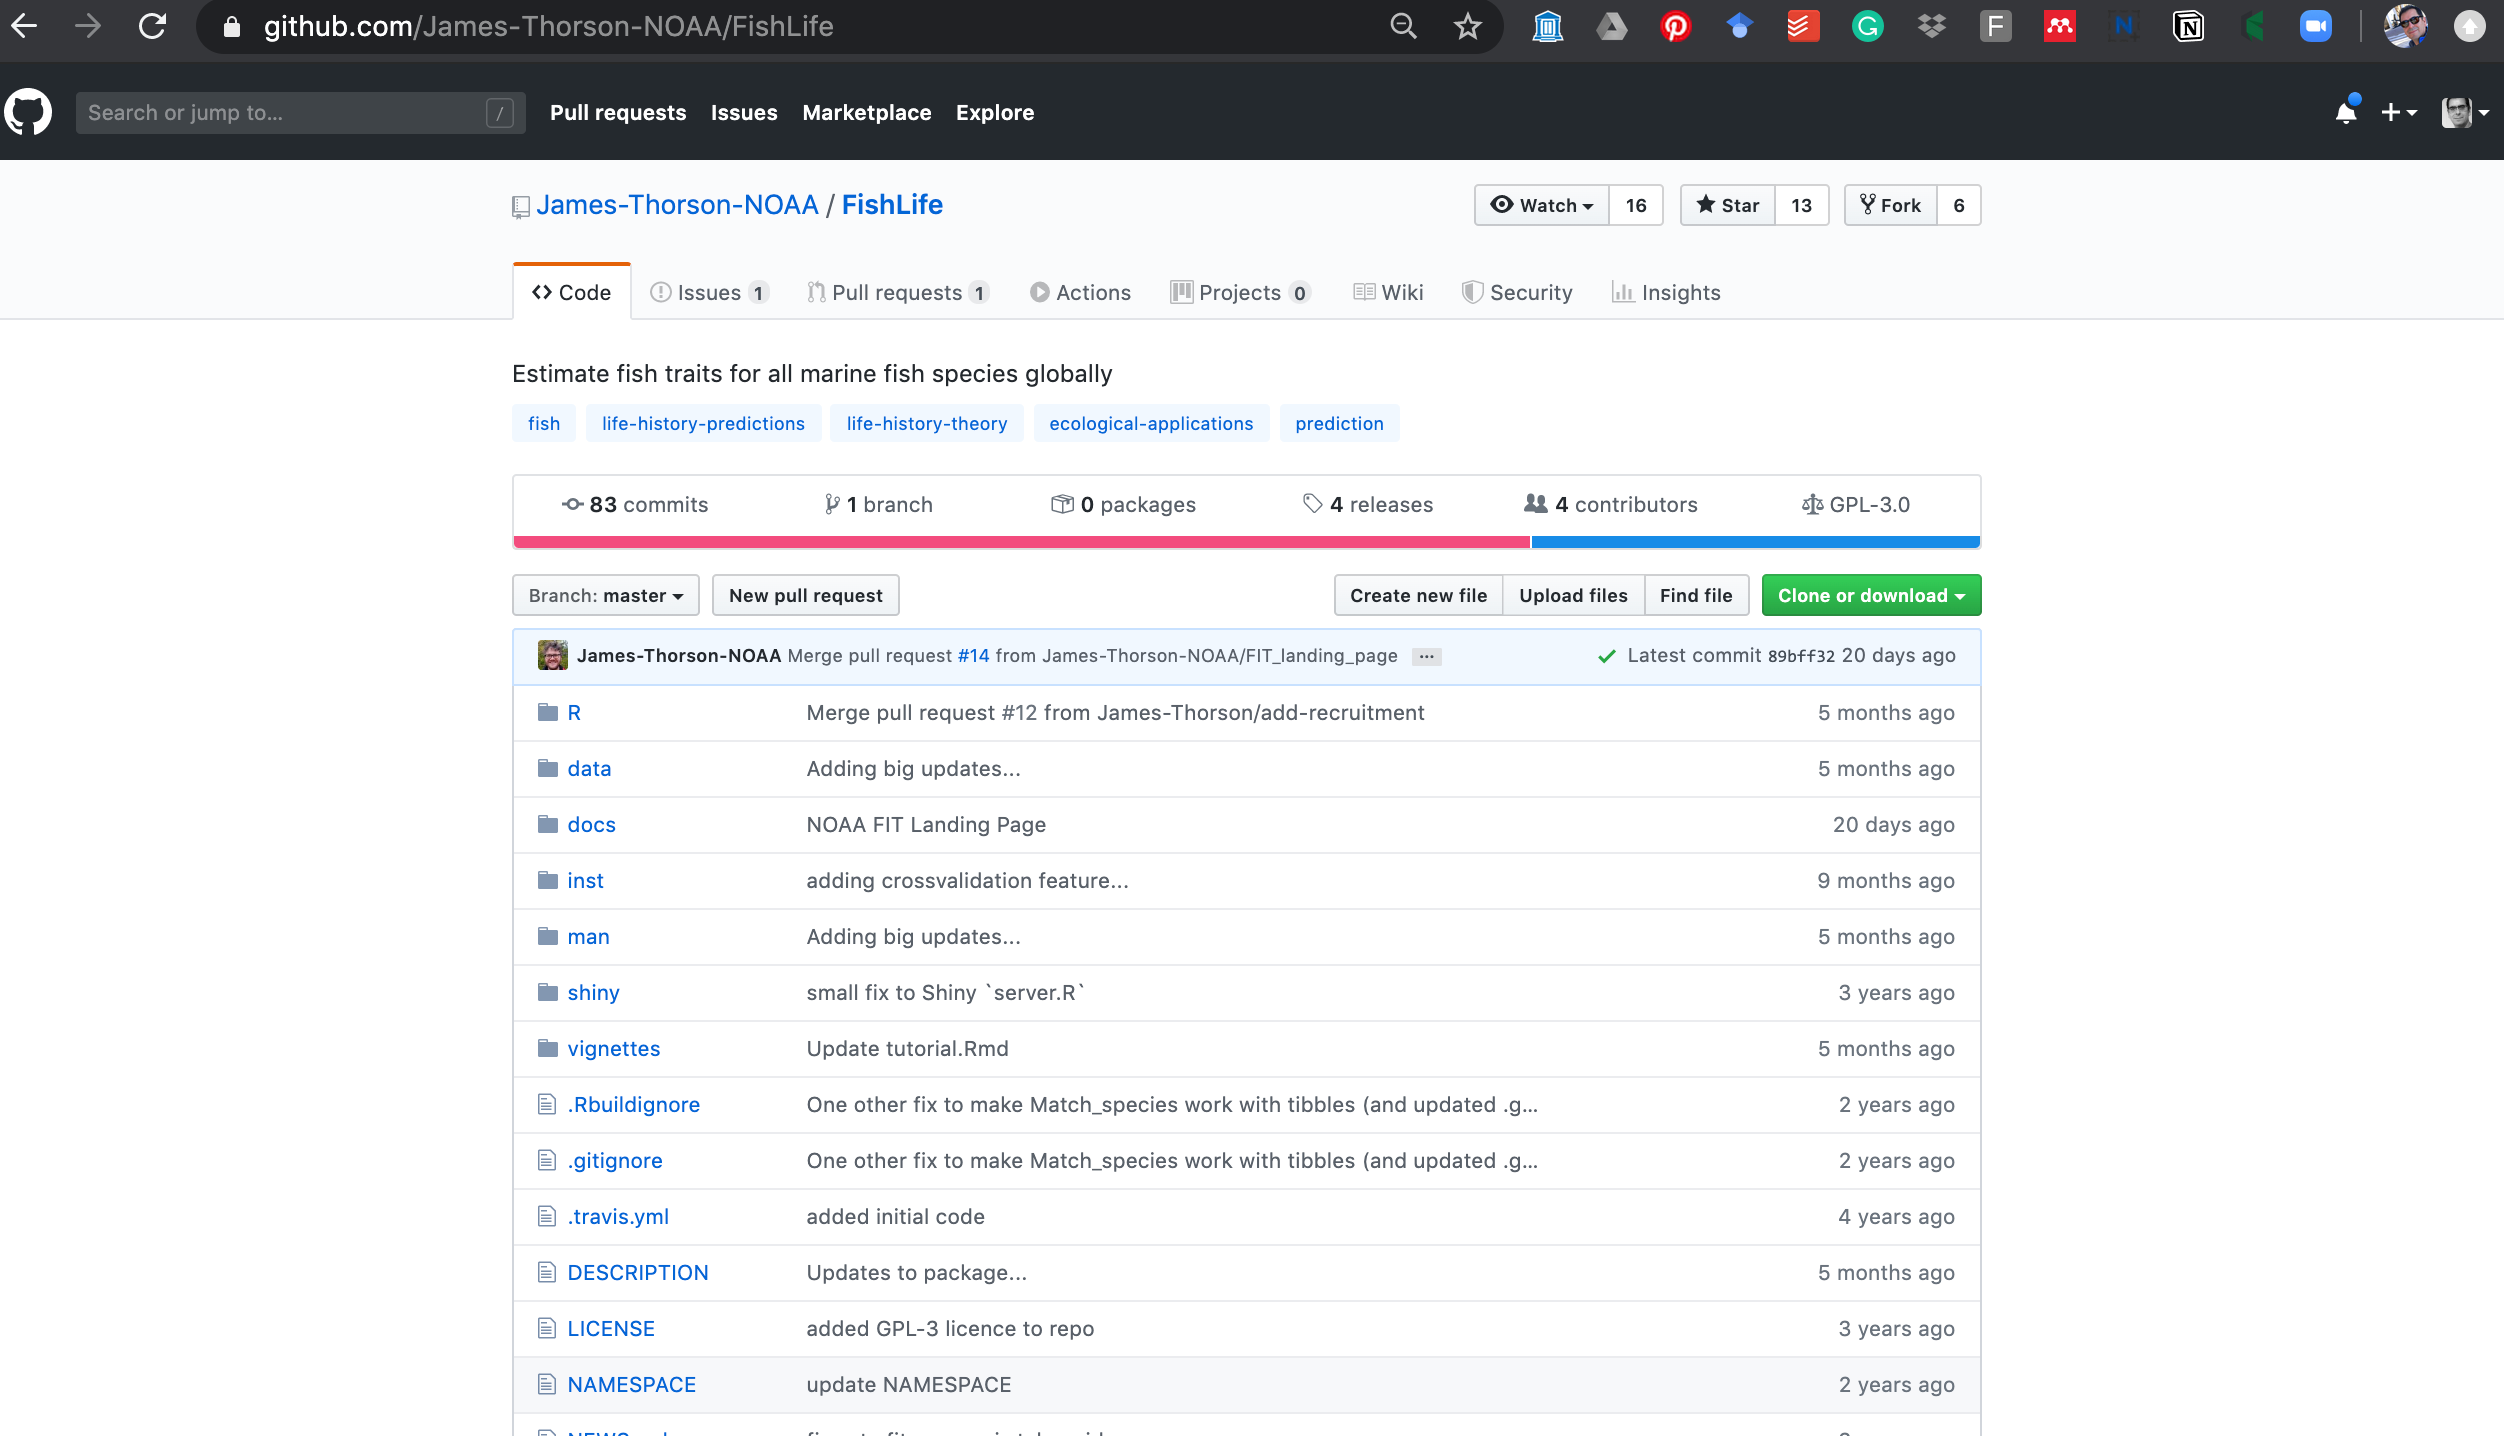 github.com/James-Thorson-NOAA/FishLife
Search or jump to... / Pull requests Issues Marketplace Explore
James-Thorson-NOAA / FishLife Watch 16 Star 13 Fork 6
Code Issues 1 Pull requests 1 Actions Projects 0 Wiki Security Insights
Estimate fish traits for all marine fish species globally
fish life-history-predictions life-history-theory ecological-applications prediction
83 commits 1 branch 0 packages 4 releases 4 contributors GPL-3.0
Branch: master New pull request Create new file Upload files Find file Clone or download
James-Thorson-NOAA Merge pull request #14 from James-Thorson-NOAA/FIT_landing_page ... Latest commit 89bff32 20 days ago
R Merge pull request #12 from James-Thorson/add-recruitment 5 months ago
data Adding big updates... 5 months ago
docs NOAA FIT Landing Page 20 days ago
inst adding crossvalidation feature... 9 months ago
man Adding big updates... 5 months ago
shiny small fix to Shiny `server.R` 3 years ago
vignettes Update tutorial.Rmd 5 months ago
.Rbuildignore One other fix to make Match_species work with tibbles (and updated .g... 2 years ago
.gitignore One other fix to make Match_species work with tibbles (and updated .g... 2 years ago
.travis.yml added initial code 4 years ago
DESCRIPTION Updates to package... 5 months ago
LICENSE added GPL-3 licence to repo 3 years ago
NAMESPACE update NAMESPACE 2 years ago